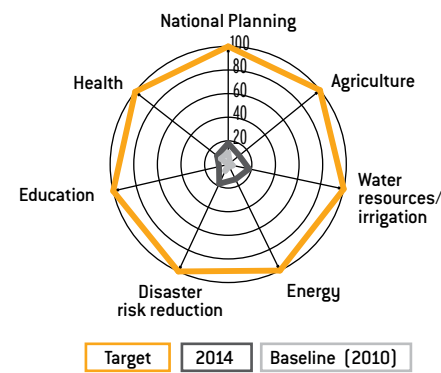 National Planning
100
80
60
40
20
Agriculture
Water
resources/
irrigation
Energy
Disaster
risk reduction
Education
Health
Target
2014
Baseline (2010)